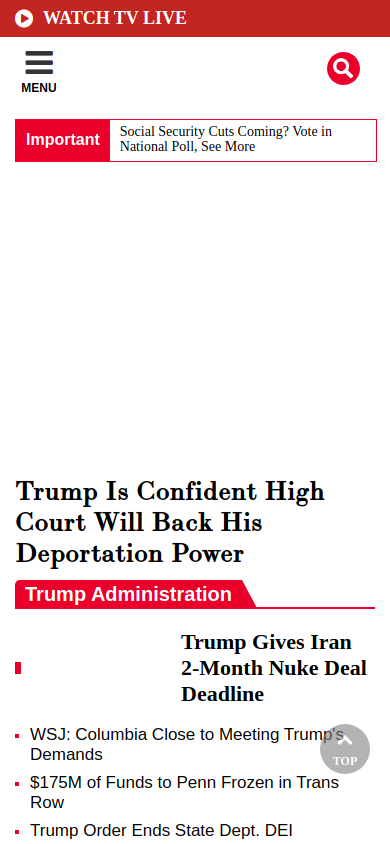 WATCH TV LIVE
MENU
Important
Social Security Cuts Coming? Vote in
National Poll, See More
Trump Is Confident High
Court Will Back His
Deportation Power
Trump Administration
Trump Gives Iran
2-Month Nuke Deal
Deadline
WSJ: Columbia Close to Meeting Trump's
Demands
$175M of Funds to Penn Frozen in Trans
Row
Trump Order Ends State Dept. DEI
TOP